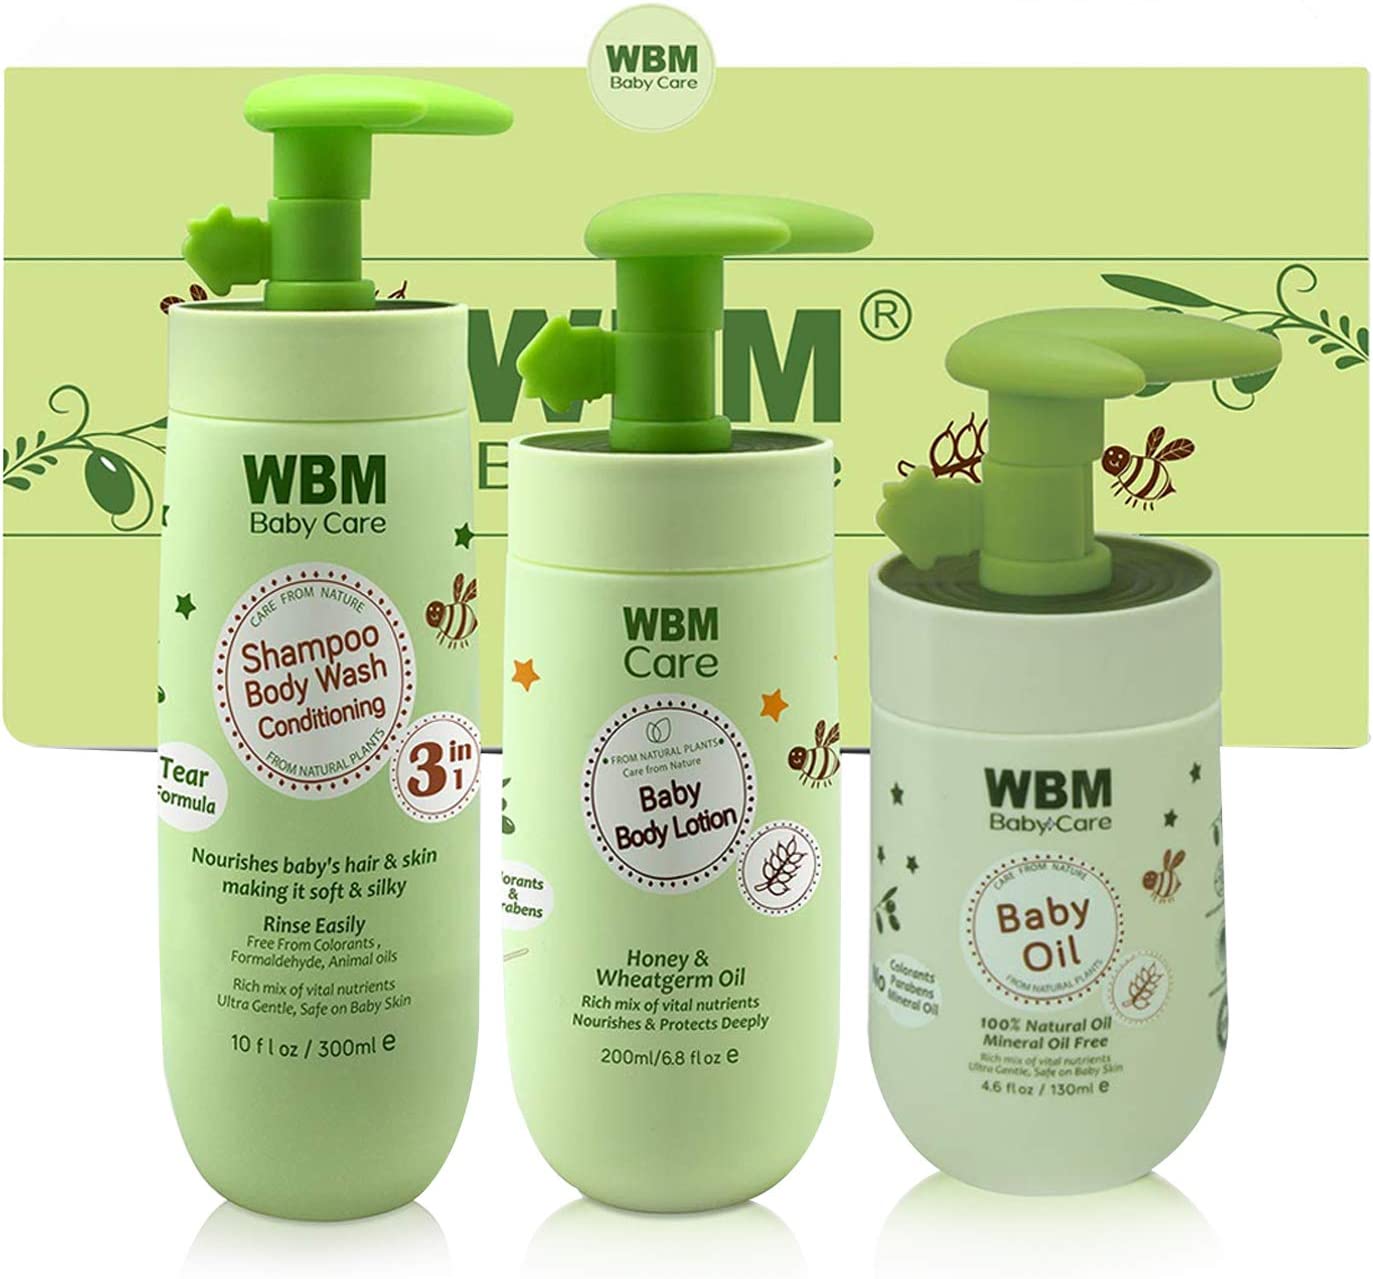 WBM
Baby Care
WBM®
WBM
Baby Care
CARE FROM NATURE
Shampoo
Body Wash
Conditioning
FROM NATURAL PLANTS
3 in 1
Tear
Formula
Nourishes baby's hair & skin
making it soft & silky
Rinse Easily
Free From Colorants,
Formaldehyde, Animal oils
Rich mix of vital nutrients
Ultra Gentle, Safe on Baby Skin
10 fl oz / 300ml e
WBM
Care
FROM NATURAL PLANTS
Care from Nature
Baby
Body Lotion
&
Honey &
Wheatgerm Oil
Rich mix of vital nutrients
Nourishes & Protects Deeply
200ml/6.8 fl oz e
WBM
Baby Care
CARE FROM NATURE
Baby
Oil
FROM NATURAL PLANTS
No
Colorants
Parabens
Mineral Oil
100% Natural Oil
Mineral Oil Free
Rich mix of vital nutrients
Ultra Gentle, Safe on Baby Skin
4.6 fl oz / 130ml e